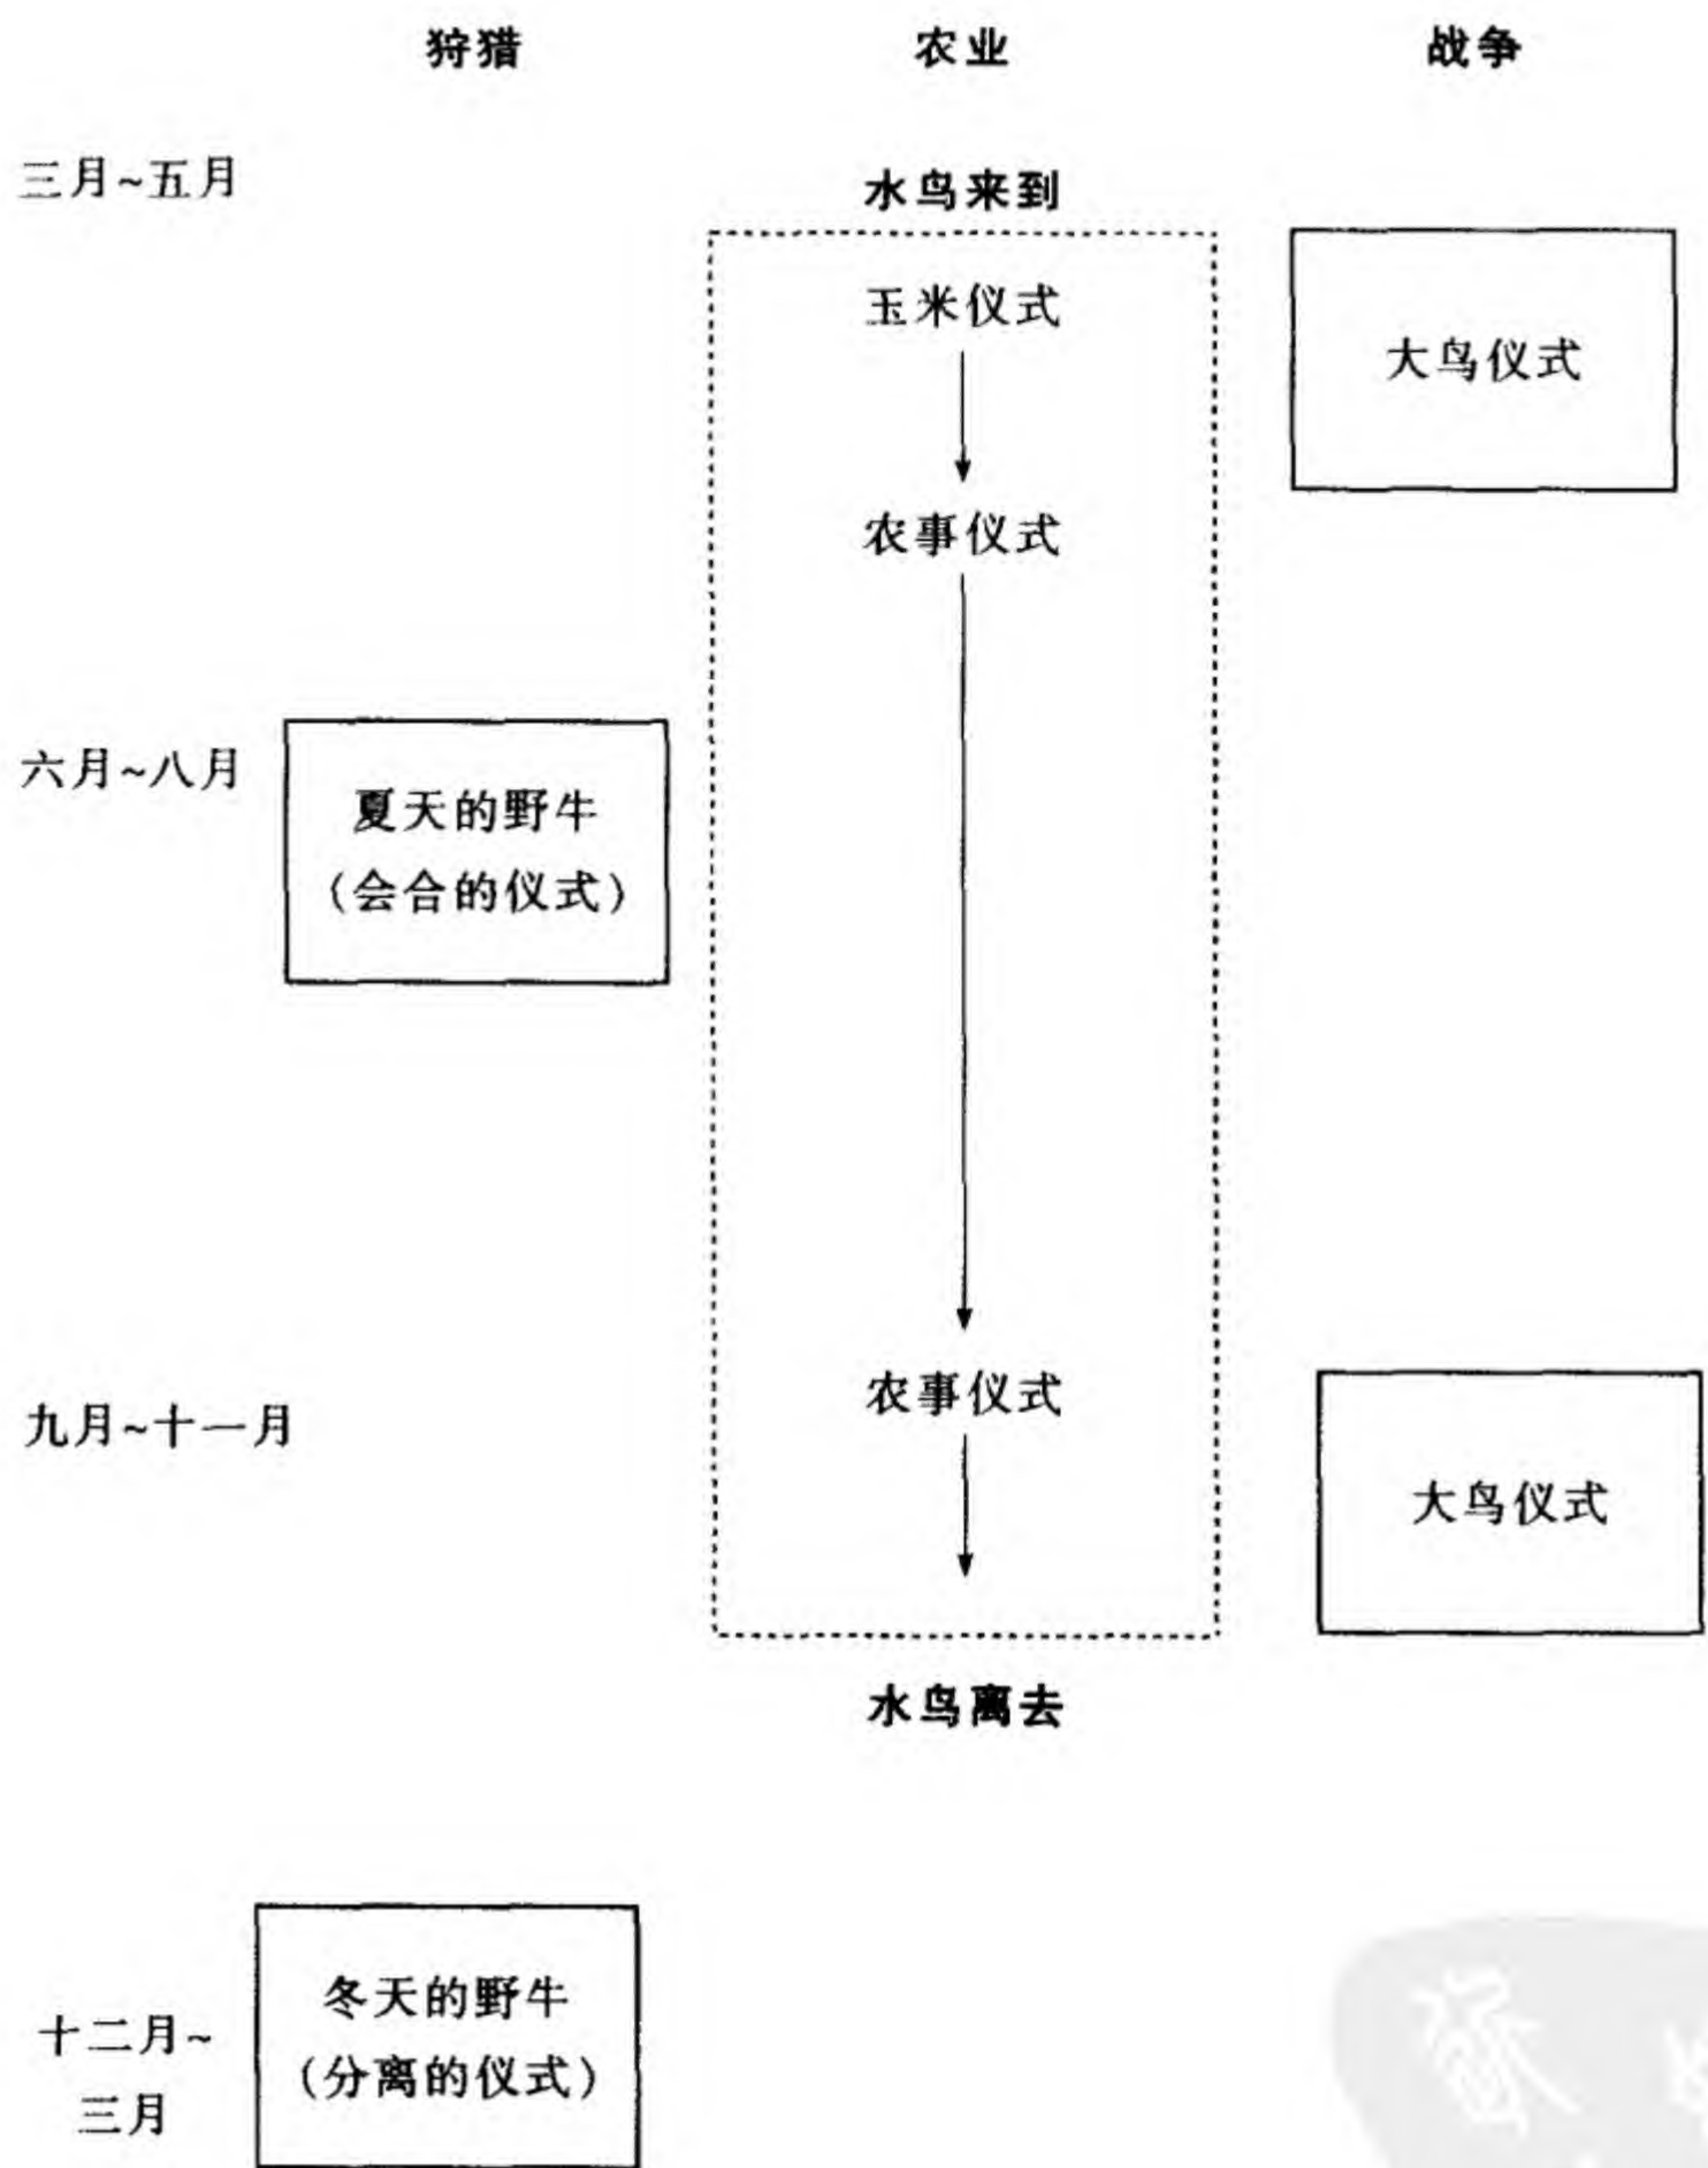 狩猎 农业 战争
三月~五月
水鸟来到
玉米仪式
大鸟仪式
农事仪式
六月~八月
夏天的野牛
(会合的仪式)
农事仪式
九月~十一月
大鸟仪式
水鸟离去
冬天的野牛
(分离的仪式)
十二月~
三月